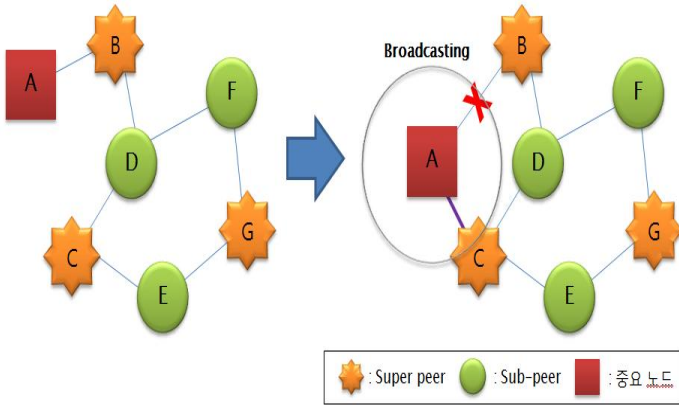 B
A
F
D
G
C
E
Broadcasting
B
F
A
D
G
C
E
: Super peer : Sub-peer : 중요 노드